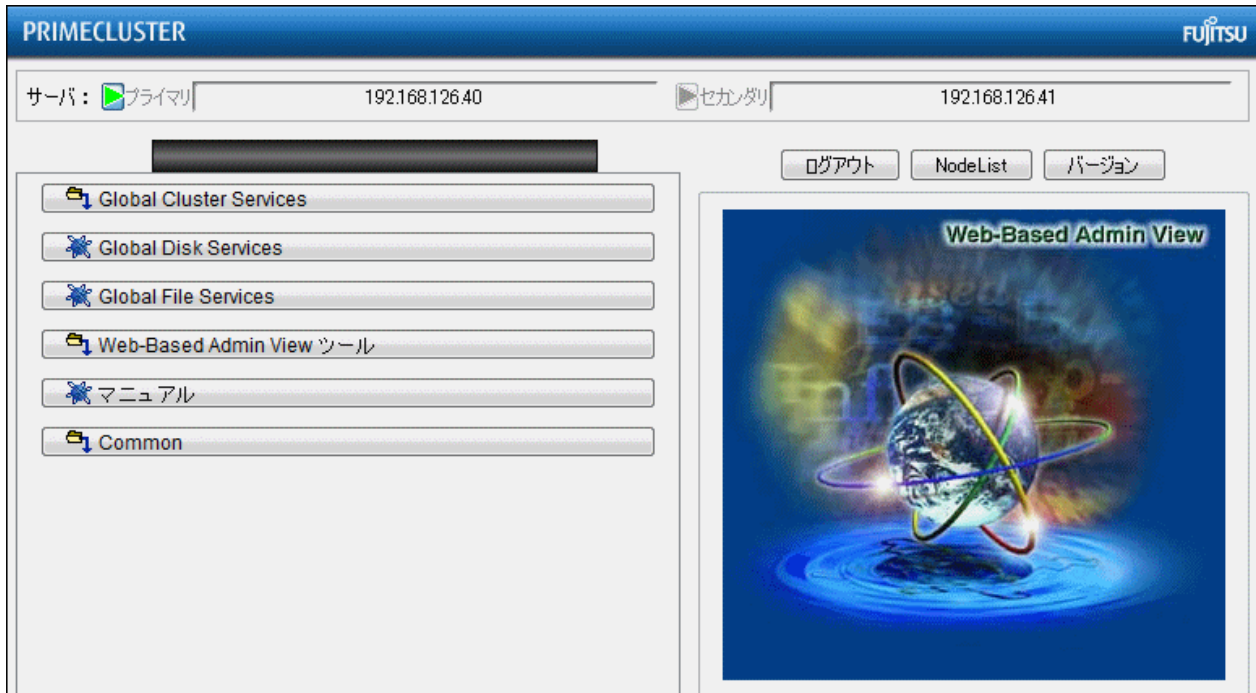 PRIMECLUSTER
FUJITSU
サーバ： プライマリ 192.168.126.40 セカンダリ 192.168.126.41
ログアウト NodeList バージョン
Global Cluster Services
Global Disk Services
Global File Services
Web-Based Admin View ツール
マニュアル
Common
Web-Based Admin View